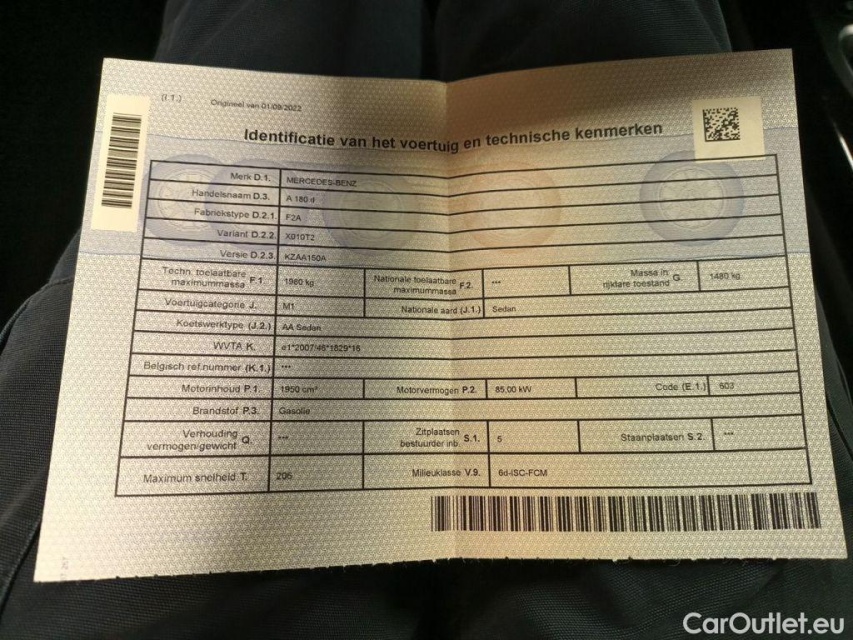 (I.T.) Origineel van 01/09/2022
Identificatie van het voertuig en technische kenmerken
Merk D.1. MERCEDES-BENZ
Handelsnaam D.3. A 180 d
Fabriekstype D.2.1 F2A
Variant D.2.2. X010T2
Versie D.2.3. KZAA150A
Techn. toelaatbare maximummassa F.1. 1980 kg Nationale toelaatbare maximummassa F.2. --- Massa in rijklare toestand G. 1480 kg
Voertuigcategorie J. M1 Nationale aard (J.1.) Sedan
Koetswerktype (J.2.) AA Sedan
WVTA K. e1*2007/46*1829*16
Belgisch ref.nummer (K.1.) ---
Motorinhoud P.1. 1950 cm³ Motorvermogen P.2. 85,00 kW Code (E.1.) 603
Brandstof P.3. Gasolie
Verhouding vermogen/gewicht Q. --- Zitplaatsen bestuurder inb. S.1. 5 Staanplaatsen S.2. ---
Maximum snelheid T. 206 Milieuklasse V.9. 6d-ISC-FCM
CarOutlet.eu